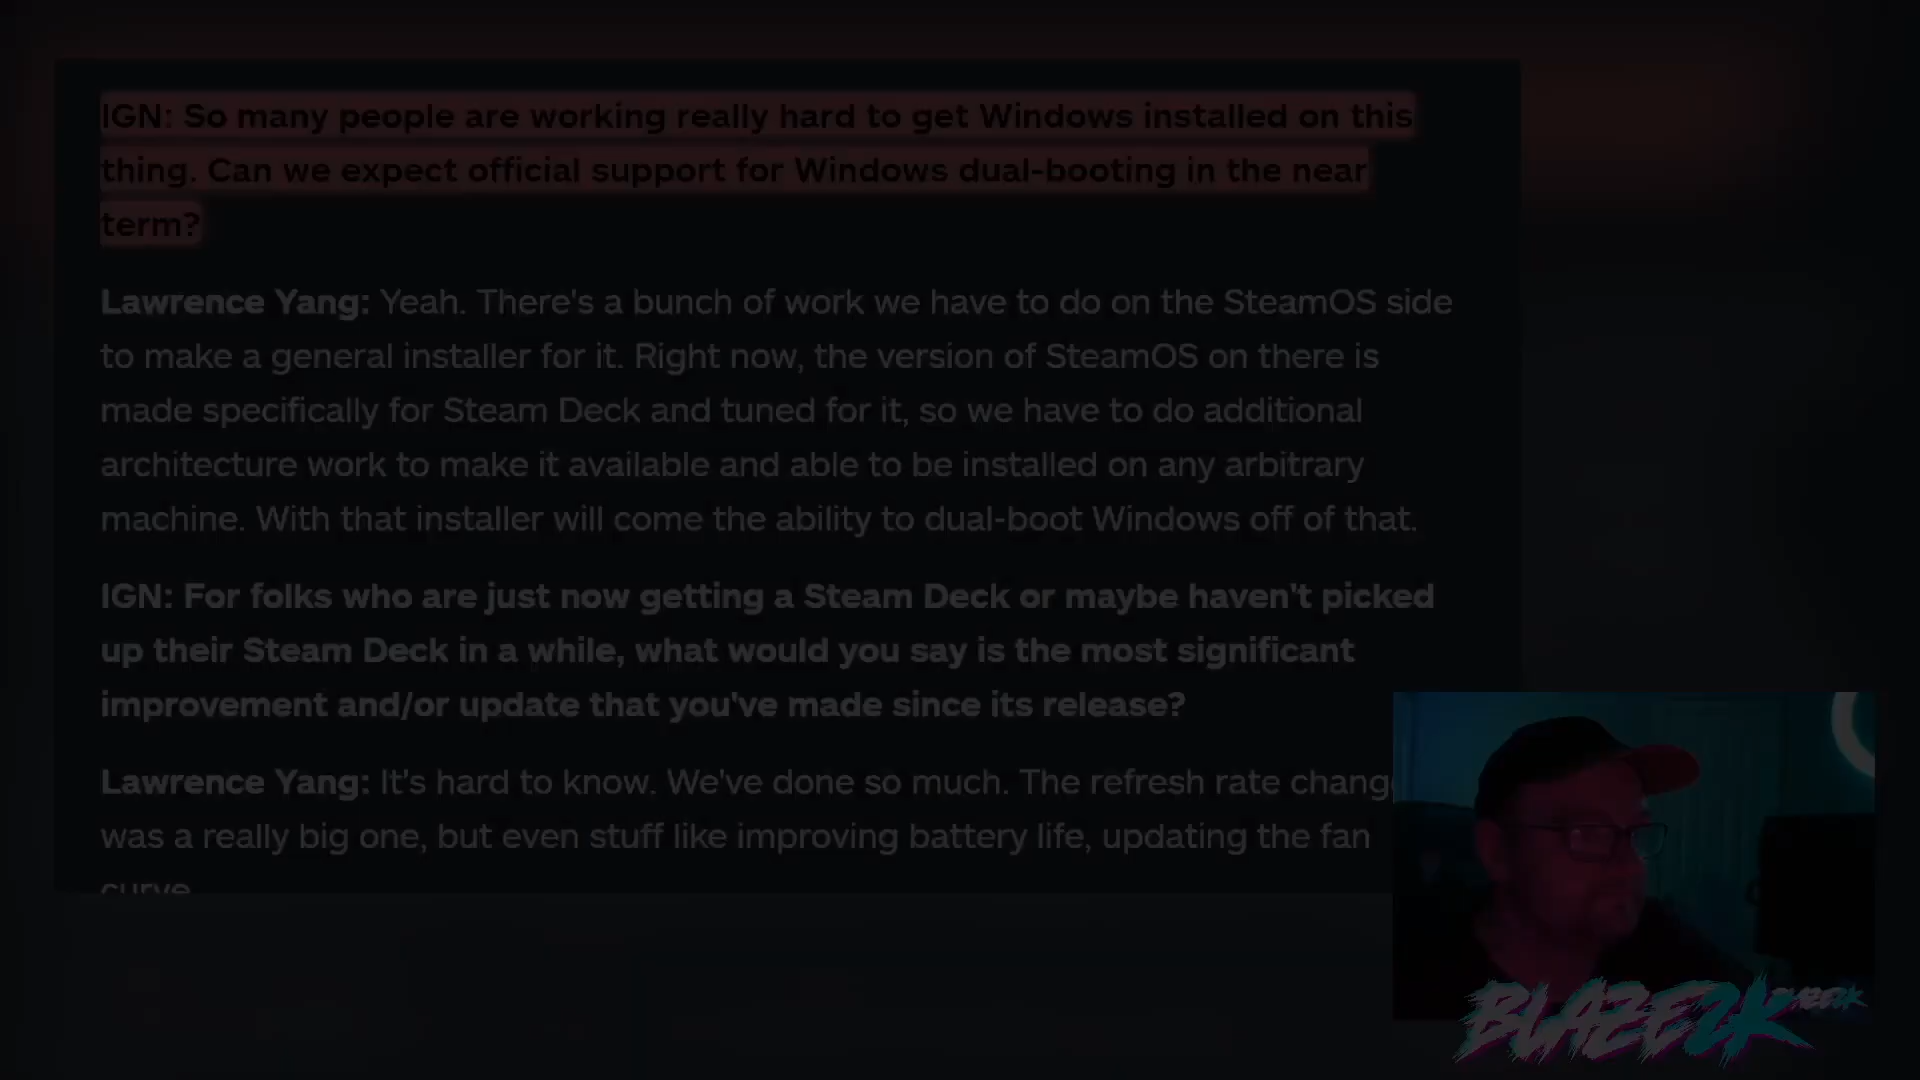 IGN: So many people are working really hard to get Windows installed on this
thing. Can we expect official support for Windows dual-booting in the near
term?
Lawrence Yang: Yeah. There's a bunch of work we have to do on the SteamOS side
to make a general installer for it. Right now, the version of SteamOS on there is
made specifically for Steam Deck and tuned for it, so we have to do additional
architecture work to make it available and able to be installed on any arbitrary
machine. With that installer will come the ability to dual-boot Windows off of that.
IGN: For folks who are just now getting a Steam Deck or maybe haven't picked
up their Steam Deck in a while, what would you say is the most significant
improvement and/or update that you've made since its release?
Lawrence Yang: It's hard to know. We've done so much. The refresh rate change
was a really big one, but even stuff like improving battery life, updating the fan
curve
BLAZE2K